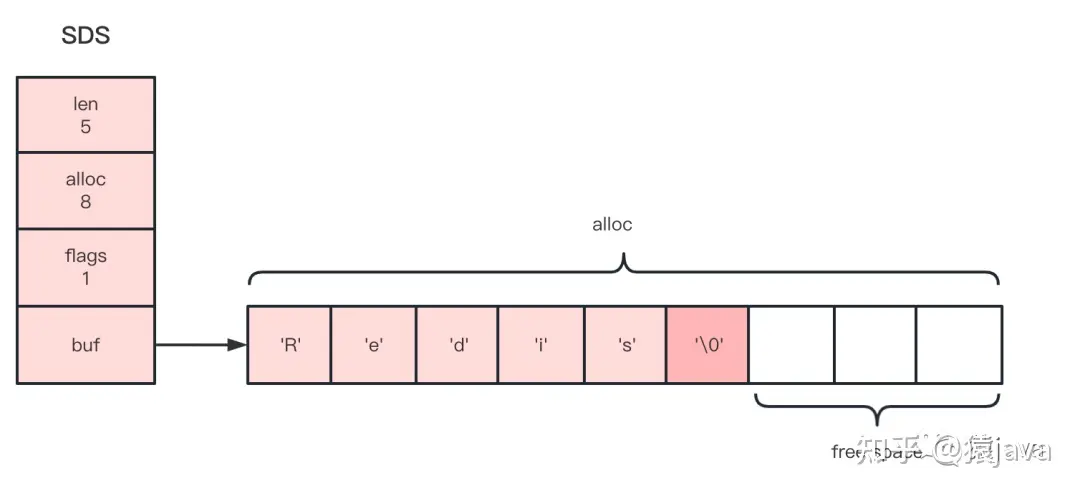 SDS
len
5
alloc
8
flags
1
buf
alloc
'R'
'e'
'd'
'i'
's'
'\0'
free space
知乎 @猿java